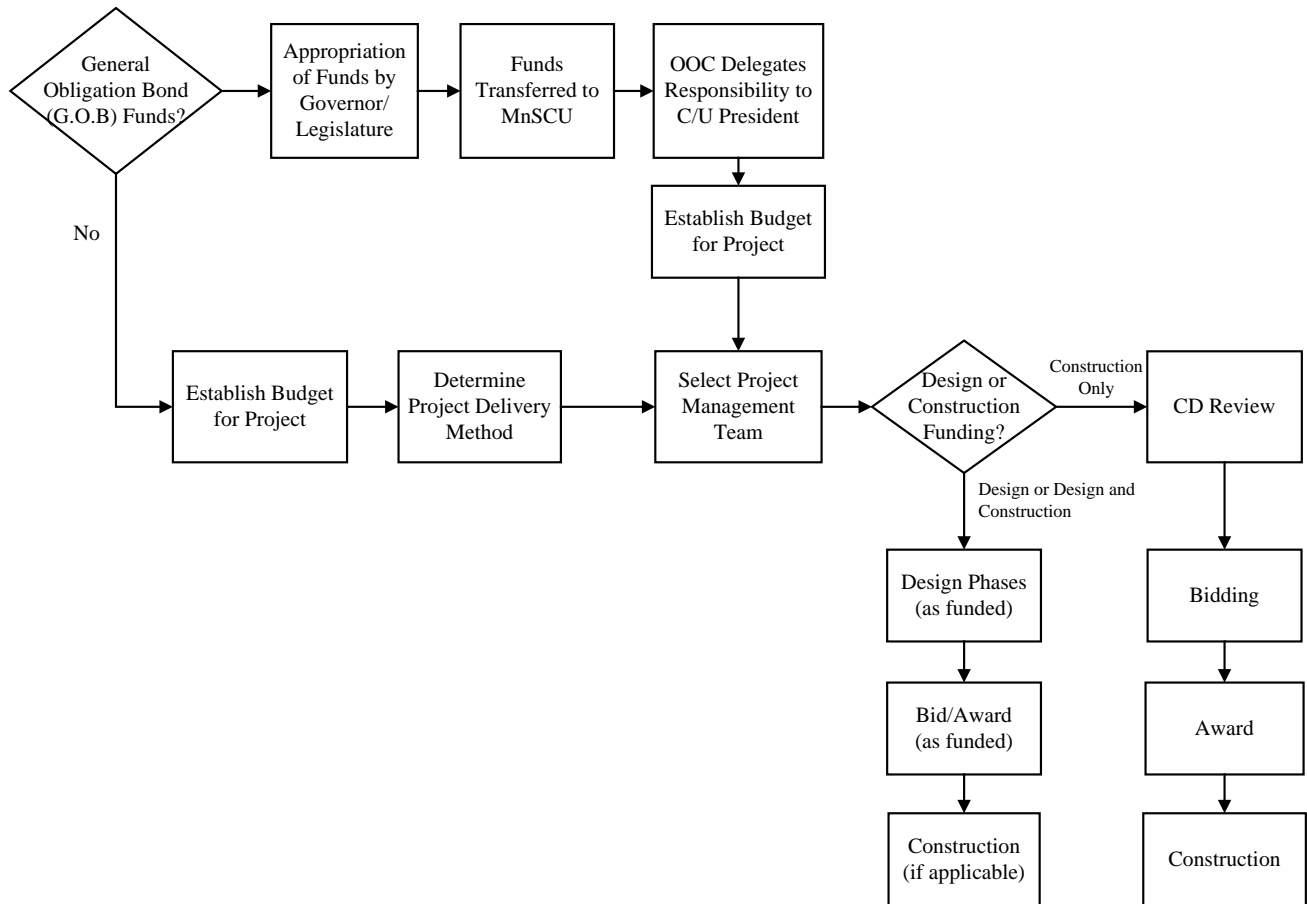 General
Obligation Bond
(G.O.B) Funds?
Appropriation
of Funds by
Governor/
Legislature
Funds
Transferred to
MnSCU
OOC Delegates
Responsibility to
C/U President
Establish Budget
for Project
No
Establish Budget
for Project
Determine
Project Delivery
Method
Select Project
Management
Team
Design or
Construction
Funding?
Construction
Only
CD Review
Design or Design and
Construction
Design Phases
(as funded)
Bidding
Bid/Award
(as funded)
Award
Construction
(if applicable)
Construction